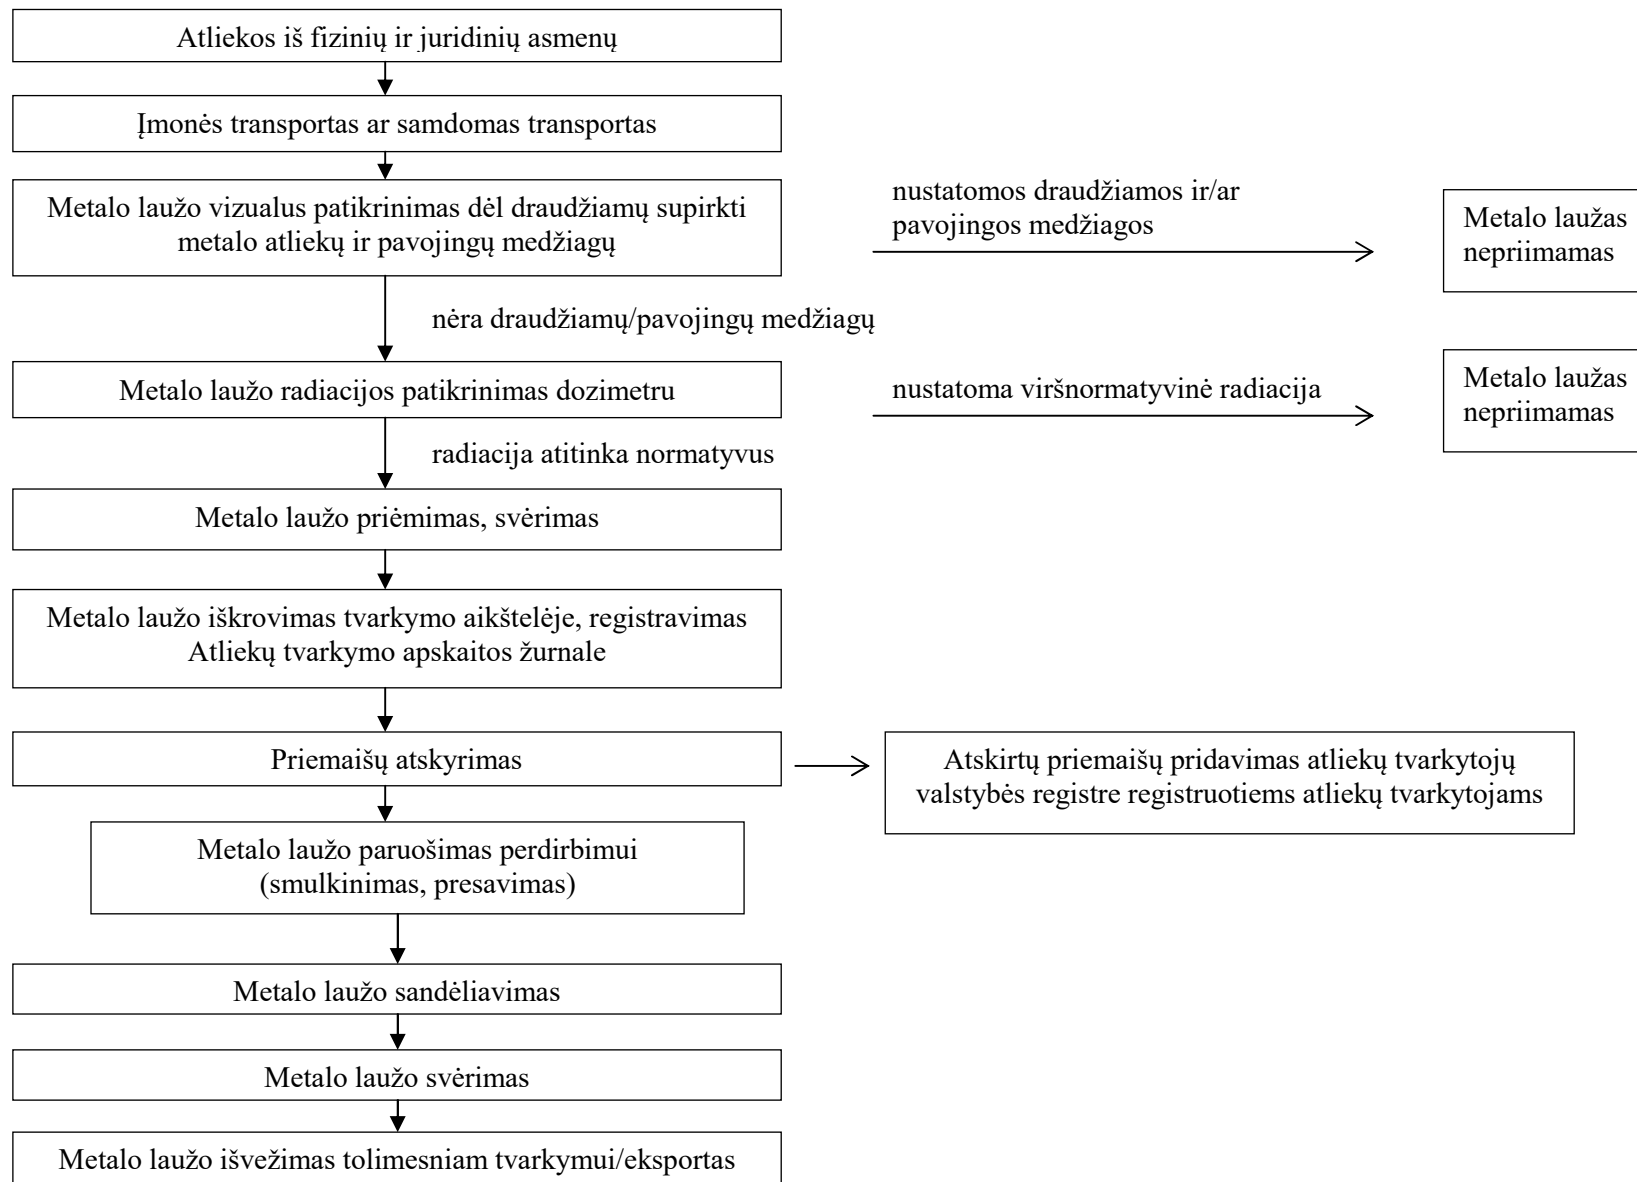 Atliekos iš fizinių ir juridinių asmenų
Įmonės transportas ar samdomas transportas
Metalo laužo vizualus patikrinimas dėl draudžiamų supirkti
metalo atliekų ir pavojingų medžiagų
nustatomos draudžiamos ir/ar
pavojingos medžiagos
Metalo laužas
nepriimamas
nėra draudžiamų/pavojingų medžiagų
Metalo laužo radiacijos patikrinimas dozimetru
nustatoma viršnormatyvinė radiacija
Metalo laužas
nepriimamas
radiacija atitinka normatyvus
Metalo laužo priėmimas, svėrimas
Metalo laužo iškrovimas tvarkymo aikštelėje, registravimas
Atliekų tvarkymo apskaitos žurnale
Priemaišų atskyrimas
Atskirtų priemaišų pridavimas atliekų tvarkytojų
valstybės registre registruotiems atliekų tvarkytojams
Metalo laužo paruošimas perdirbimui
(smulkinimas, presavimas)
Metalo laužo sandėliavimas
Metalo laužo svėrimas
Metalo laužo išvežimas tolimesniam tvarkymui/eksportas